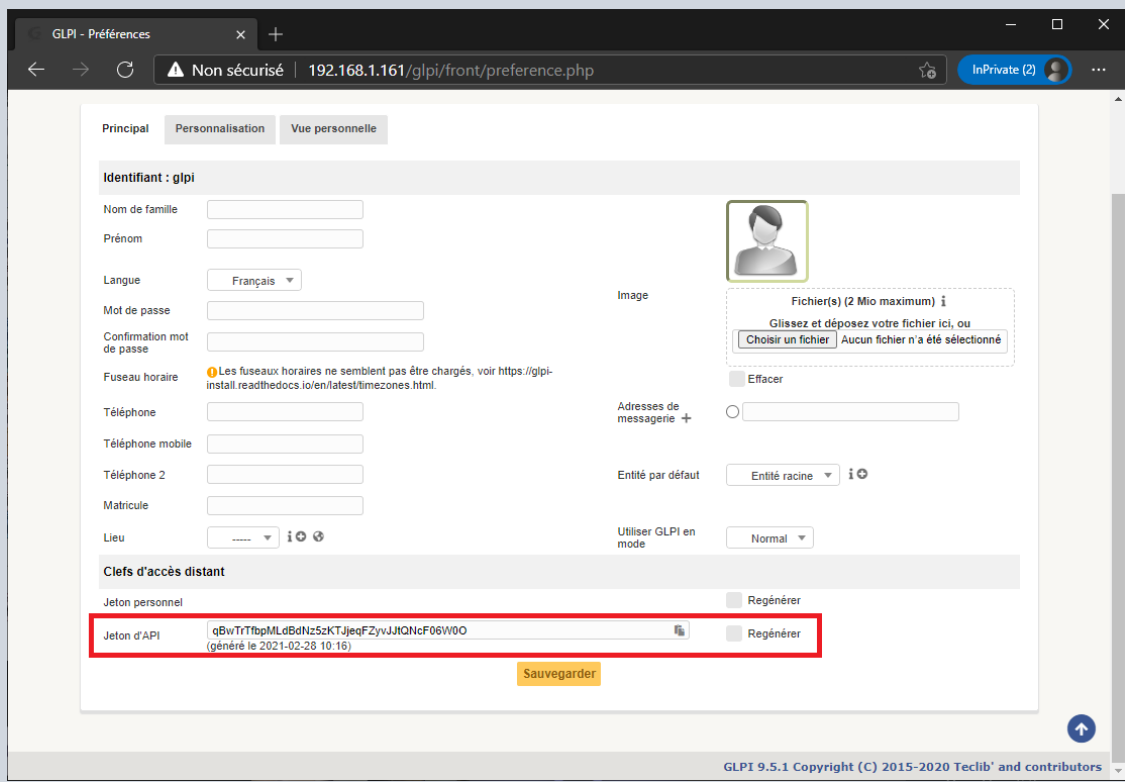 GLPI - Préférences
Non sécurisé | 192.168.1.161/glpi/front/preference.php
InPrivate (2)
Principal Personnalisation Vue personnelle
Identifiant : glpi
Nom de famille
Prénom
Langue Français
Mot de passe
Confirmation mot
de passe
Fuseau horaire Les fuseaux horaires ne semblent pas être chargés, voir https://glpi-
install.readthedocs.io/en/latest/timezones.html.
Téléphone
Téléphone mobile
Téléphone 2
Matricule
Lieu -----
Image
Fichier(s) (2 Mio maximum)
Glissez et déposez votre fichier ici, ou
Choisir un fichier Aucun fichier n'a été sélectionné
Effacer
Adresses de
messagerie +
Entité par défaut Entité racine
Utiliser GLPI en
mode
Normal
Clefs d'accès distant
Jeton personnel Regénérer
Jeton d'API qBwTrTfbpMLdBdNz5zKTJjeqFZyvJJtQNcF06W0O Regénérer
(généré le 2021-02-28 10:16)
Sauvegarder
GLPI 9.5.1 Copyright (C) 2015-2020 Teclib' and contributors